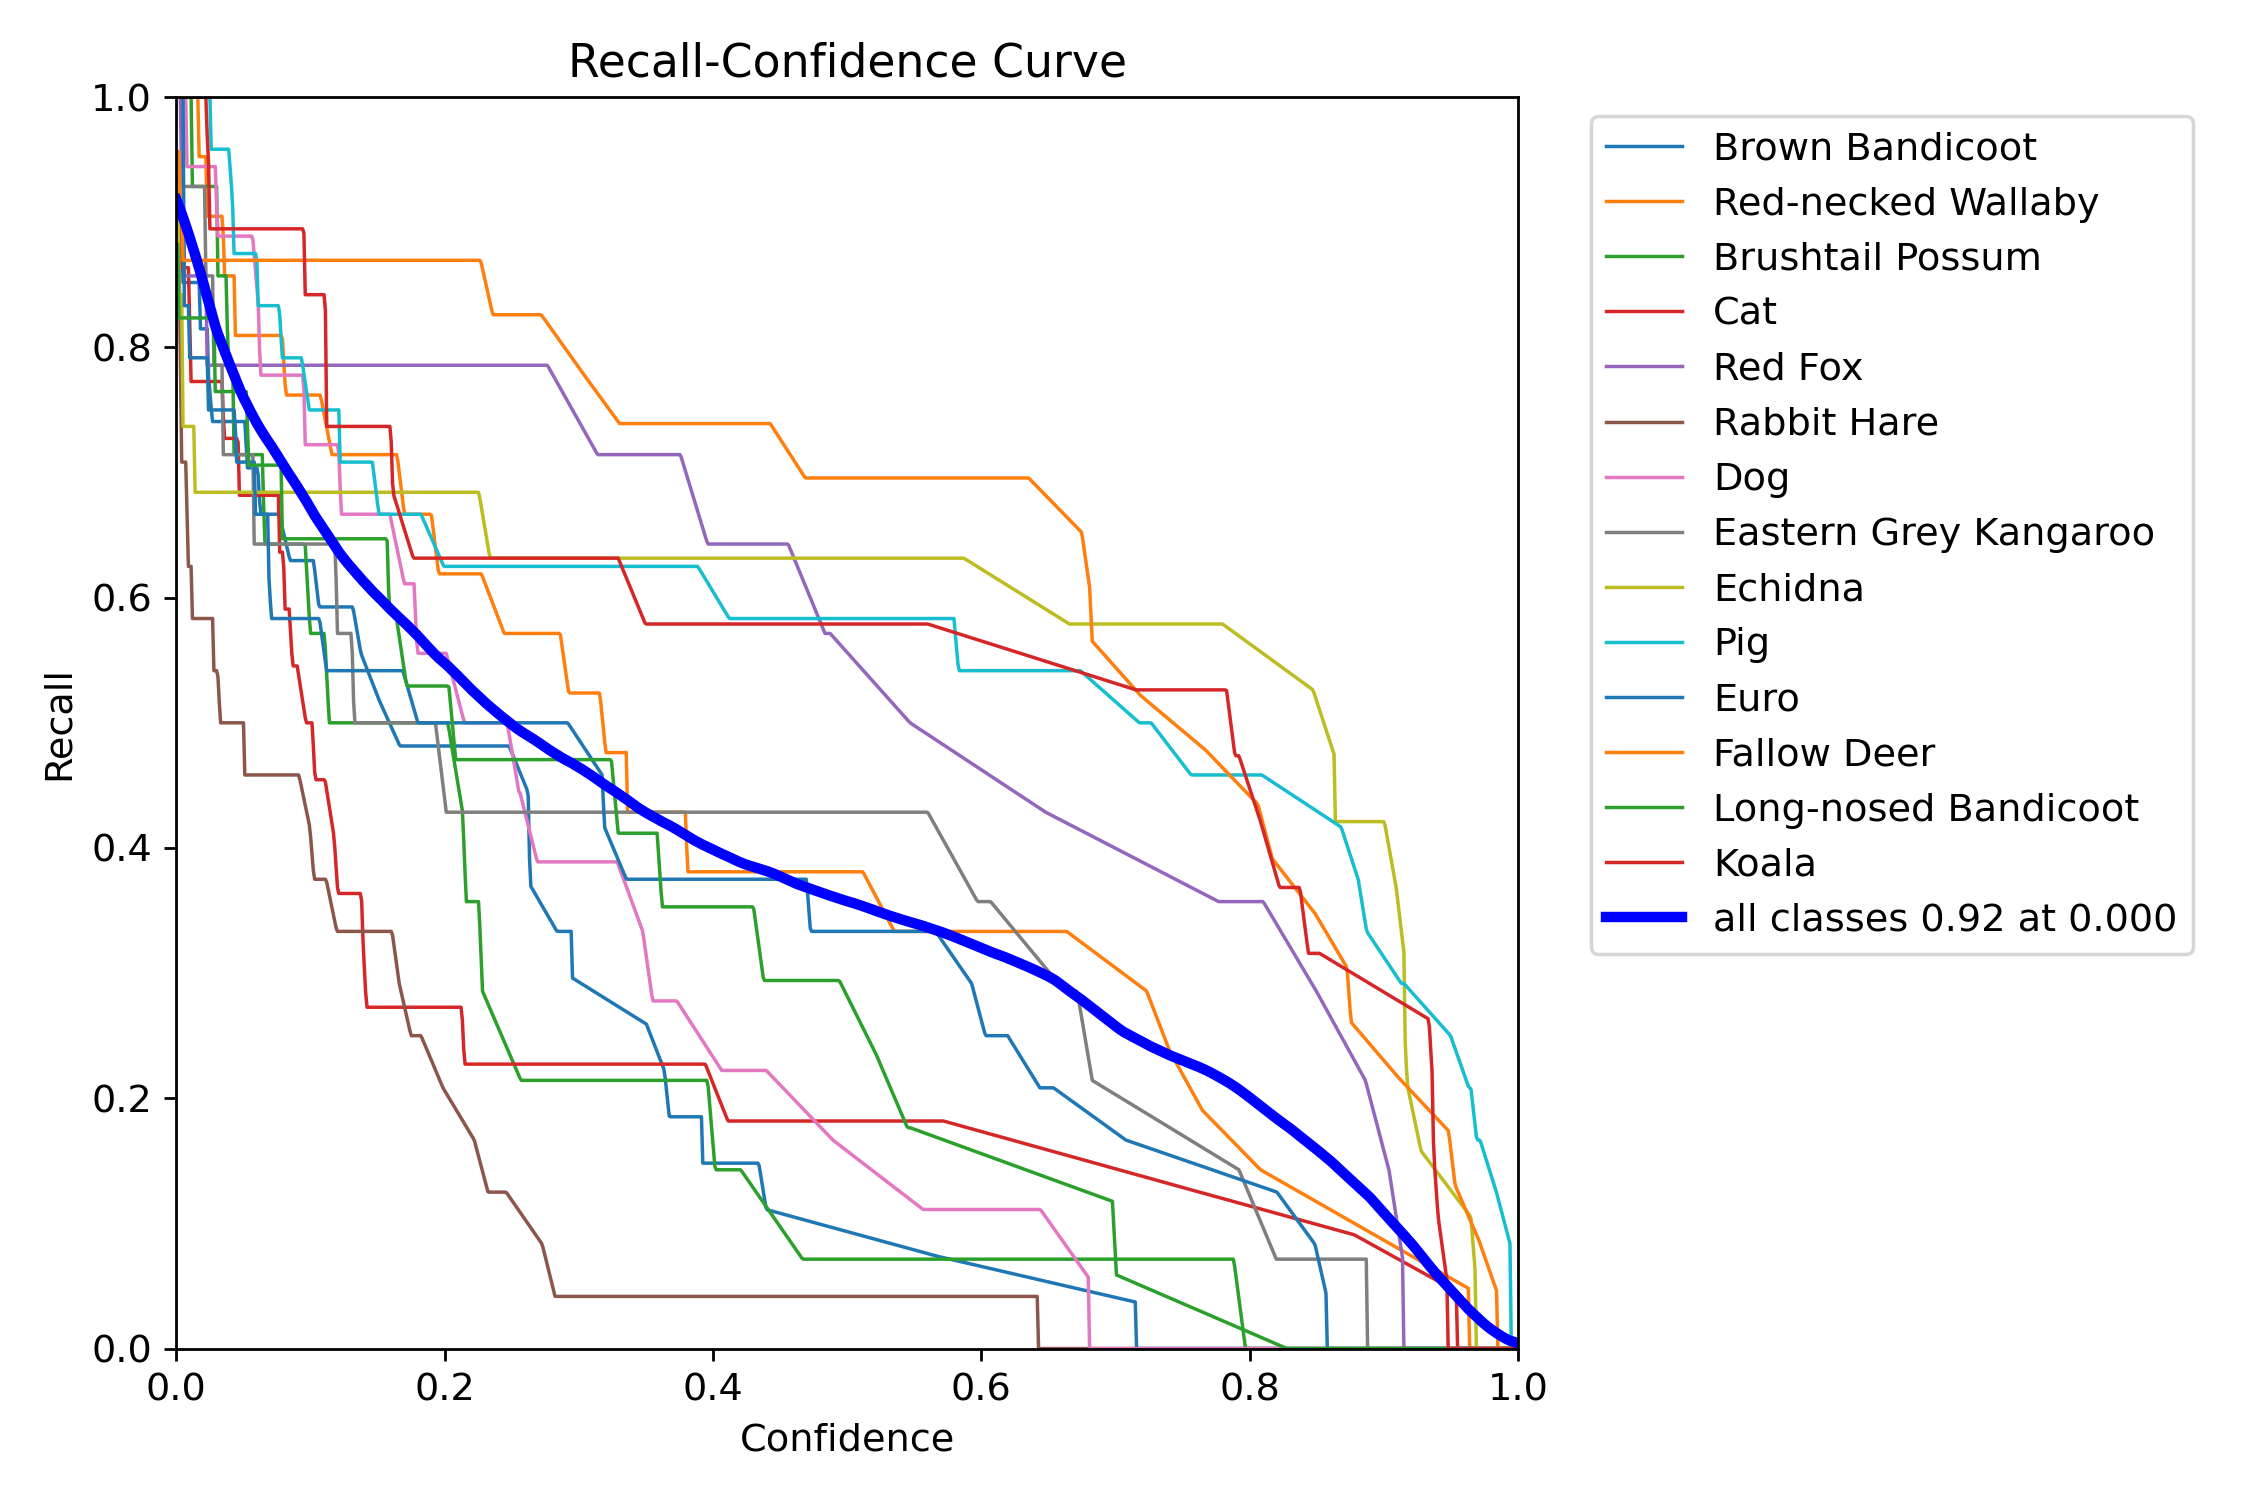 Recall-Confidence Curve
1.0
0.8
0.6
0.4
0.2
0.0
Recall
0.0 0.2 0.4 0.6 0.8 1.0
Confidence
Brown Bandicoot
Red-necked Wallaby
Brushtail Possum
Cat
Red Fox
Rabbit Hare
Dog
Eastern Grey Kangaroo
Echidna
Pig
Euro
Fallow Deer
Long-nosed Bandicoot
Koala
all classes 0.92 at 0.000